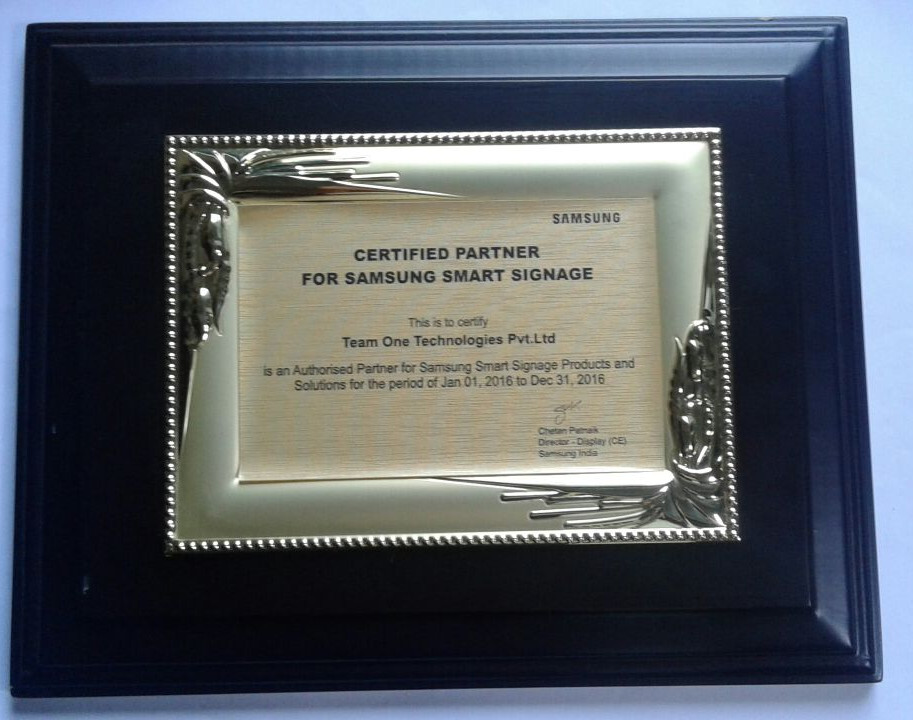 SAMSUNG
CERTIFIED PARTNER
FOR SAMSUNG SMART SIGNAGE
This is to certify
Team One Technologies Pvt.Ltd
is an Authorised Partner for Samsung Smart Signage Products and
Solutions for the period of Jan 01, 2016 to Dec 31, 2016
Chetan Patnaik
Director - Display (CE)
Samsung India